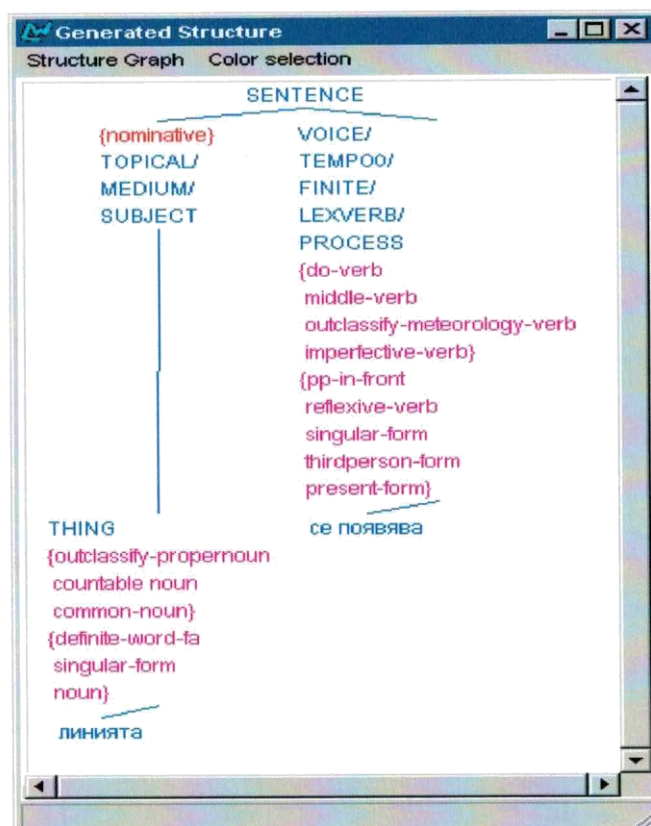 Generated Structure
Structure Graph Color selection
SENTENCE
{nominative}
TOPICAL/
MEDIUM/
SUBJECT
VOICE/
TEMPO0/
FINITE/
LEXVERB/
PROCESS
{do-verb
middle-verb
outclassify-meteorology-verb
imperfective-verb}
{pp-in-front
reflexive-verb
singular-form
thirdperson-form
present-form}
се появява
THING
{outclassify-propernoun
countable noun
common-noun}
{definite-word-fa
singular-form
noun}
линията